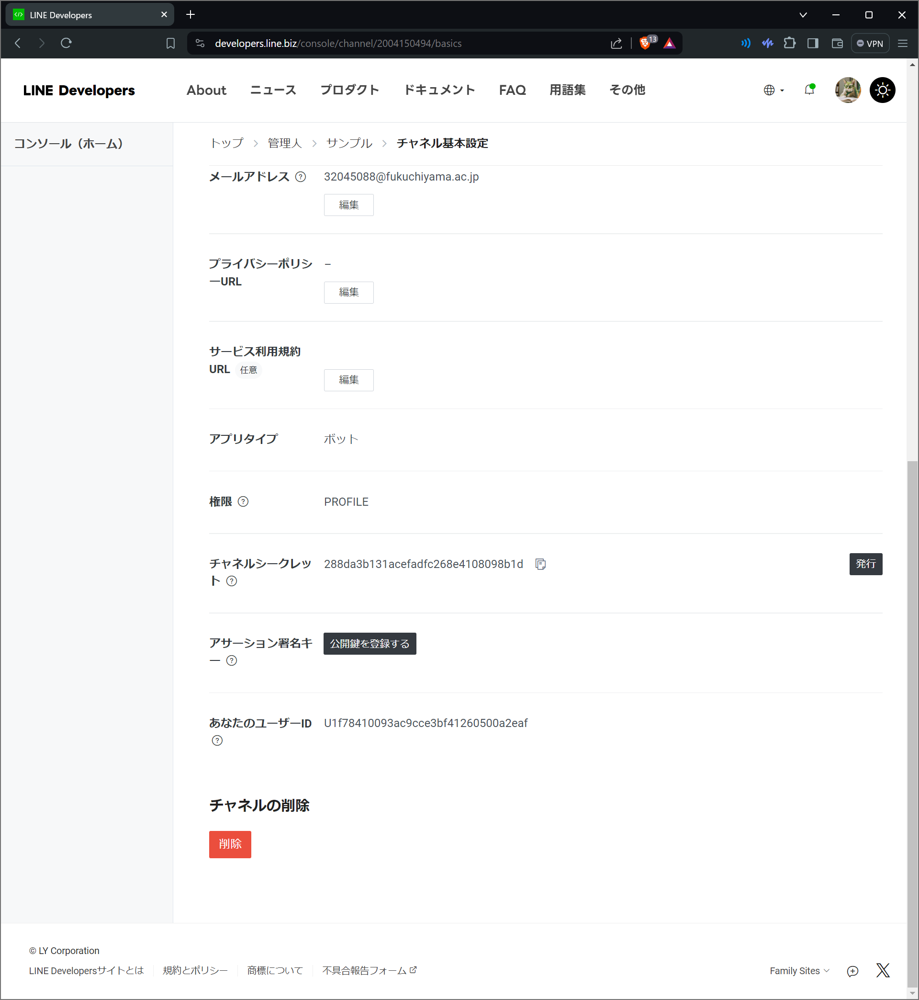 LINE Developers
developers.line.biz/console/channel/2004150494/basics
13
VPN
LINE Developers
About ニュース プロダクト ドキュメント FAQ 用語集 その他
コンソール（ホーム）
トップ > 管理人 > サンプル > チャネル基本設定
メールアドレス ? 32045088@fukuchiyama.ac.jp
編集
プライバシーポリシ –
ーURL
編集
サービス利用規約
URL 任意
編集
アプリタイプ ボット
権限 ? PROFILE
チャネルシークレッ 288da3b131acefadfc268e4108098b1d 発行
ト ?
アサーション署名キ 公開鍵を登録する
ー ?
あなたのユーザーID U1f78410093ac9cce3bf41260500a2eaf
?
チャネルの削除
削除
© LY Corporation
LINE Developersサイトとは 規約とポリシー 商標について 不具合報告フォーム Family Sites